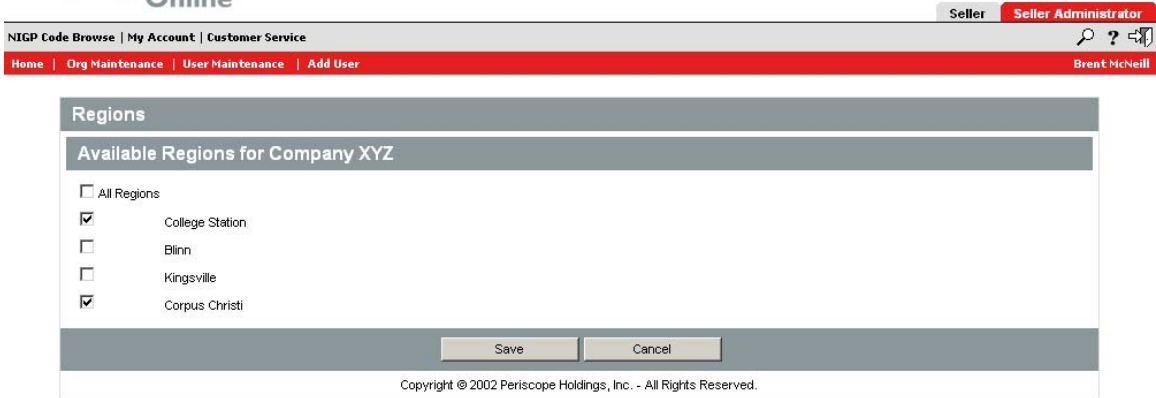 Online
Seller Seller Administrator
NIGP Code Browse | My Account | Customer Service ?
Home | Org Maintenance | User Maintenance | Add User Brent McNeill
Regions
Available Regions for Company XYZ
All Regions
College Station
Blinn
Kingsville
Corpus Christi
Save Cancel
Copyright © 2002 Periscope Holdings, Inc. - All Rights Reserved.